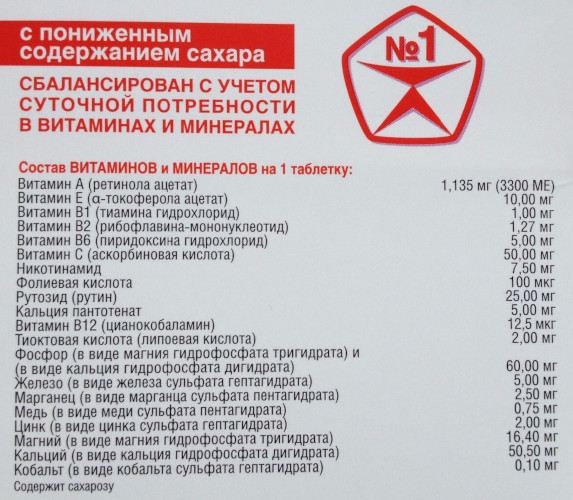 с пониженным
содержанием сахара
№1
СБАЛАНСИРОВАН С УЧЕТОМ
СУТОЧНОЙ ПОТРЕБНОСТИ
В ВИТАМИНАХ И МИНЕРАЛАХ
Состав ВИТАМИНОВ и МИНЕРАЛОВ на 1 таблетку:
Витамин А (ретинола ацетат) 1,135 мг (3300 МЕ)
Витамин Е (α-токоферола ацетат) 10,00 мг
Витамин В1 (тиамина гидрохлорид) 1,00 мг
Витамин В2 (рибофлавина-мононуклеотид) 1,27 мг
Витамин В6 (пиридоксина гидрохлорид) 5,00 мг
Витамин С (аскорбиновая кислота) 50,00 мг
Никотинамид 7,50 мг
Фолиевая кислота 100 мкг
Рутозид (рутин) 25,00 мг
Кальция пантотенат 5,00 мг
Витамин В12 (цианокобаламин) 12,5 мкг
Тиоктовая кислота (липоевая кислота) 2,00 мг
Фосфор (в виде магния гидрофосфата тригидрата) и
(в виде кальция гидрофосфата дигидрата) 60,00 мг
Железо (в виде железа сульфата гептагидрата) 5,00 мг
Марганец (в виде марганца сульфата пентагидрата) 2,50 мг
Медь (в виде меди сульфата пентагидрата) 0,75 мг
Цинк (в виде цинка сульфата гептагидрата) 2,00 мг
Магний (в виде магния гидрофосфата тригидрата) 16,40 мг
Кальций (в виде кальция гидрофосфата дигидрата) 50,50 мг
Кобальт (в виде кобальта сульфата гептагидрата) 0,10 мг
Содержит сахарозу